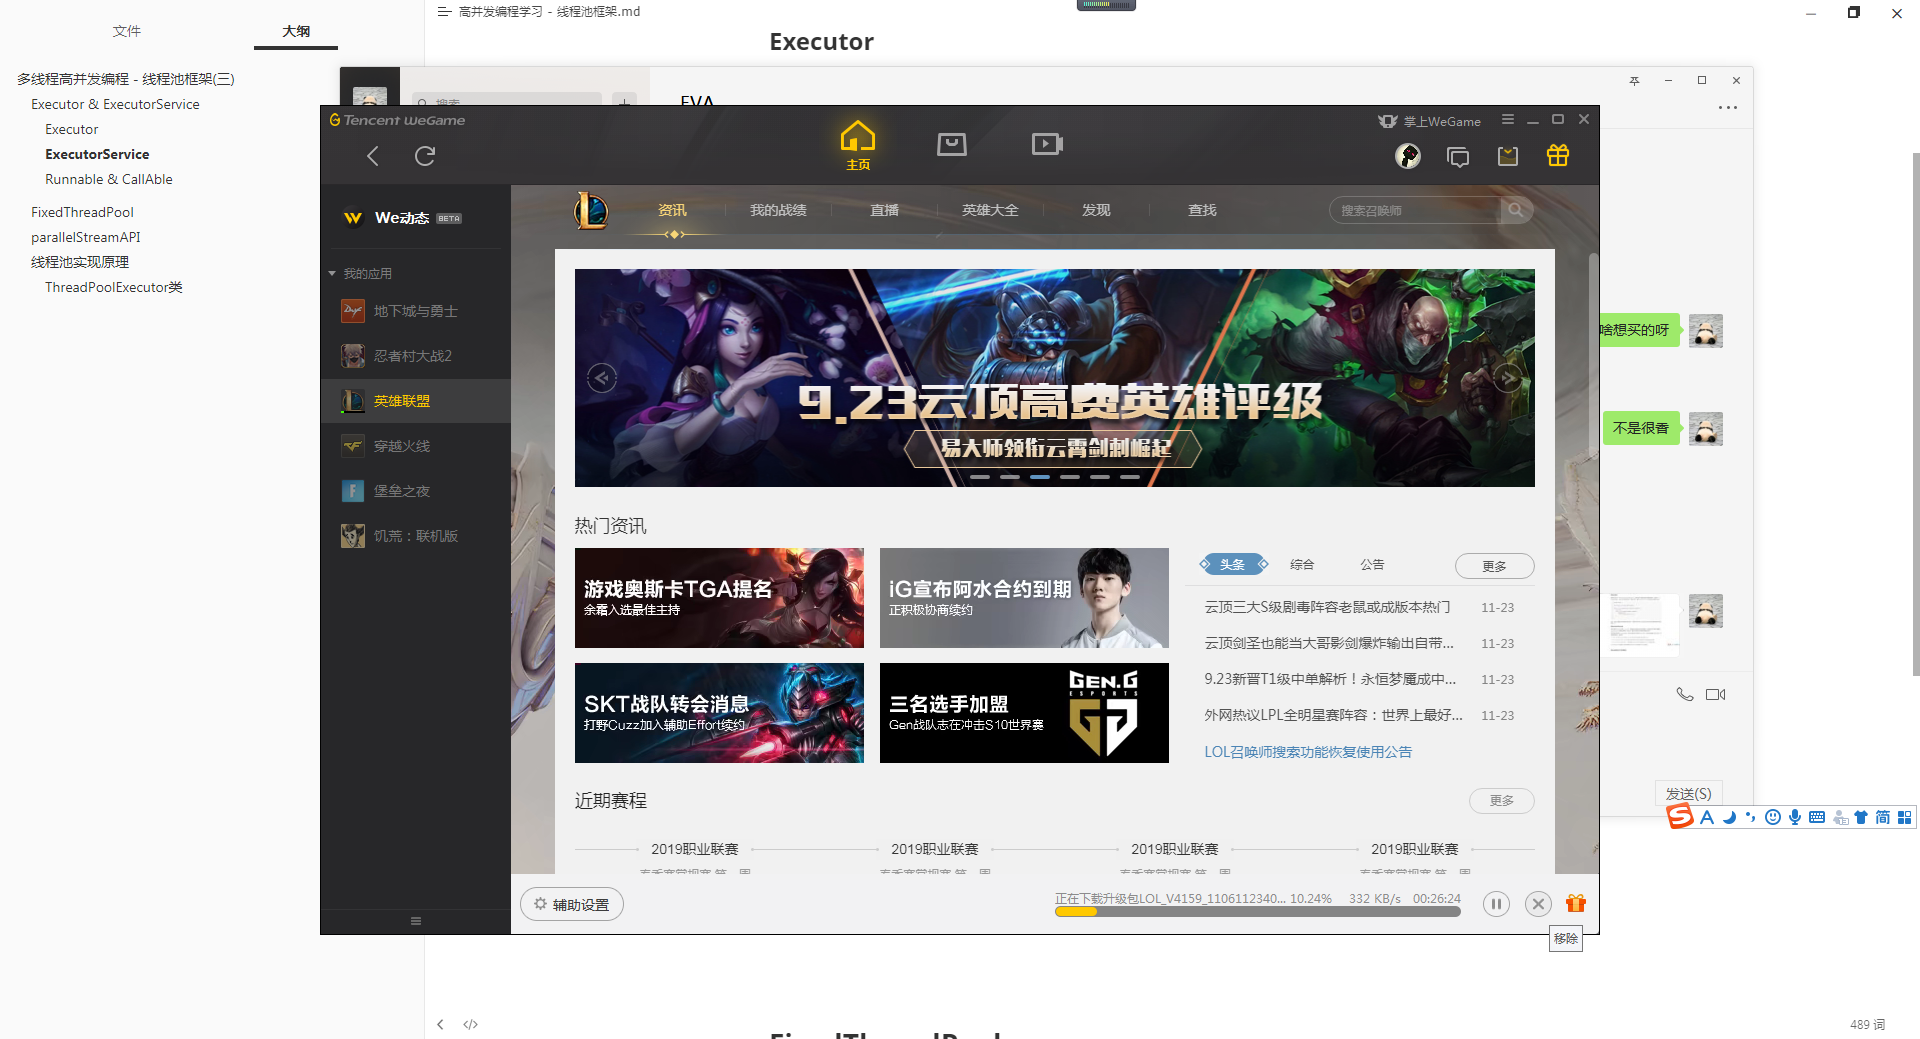 文件
大纲
多线程高并发编程 - 线程池框架(三)
Executor & ExecutorService
Executor
ExecutorService
Runnable & CallAble
FixedThreadPool
parallelStreamAPI
线程池实现原理
ThreadPoolExecutor类
高并发编程学习 - 线程池框架.md
Executor
搜索
EVA
Tencent WeGame
主页
掌上WeGame
We动态 BETA
我的应用
地下城与勇士
忍者村大战2
英雄联盟
穿越火线
堡垒之夜
饥荒：联机版
资讯
我的战绩
直播
英雄大全
发现
查找
搜索召唤师
9.23云顶高费英雄评级
易大师领衔云霄剑刺崛起
热门资讯
游戏奥斯卡TGA提名
余霜入选最佳主持
iG宣布阿水合约到期
正积极协商续约
SKT战队转会消息
打野Cuzz加入辅助Effort续约
三名选手加盟
Gen战队志在冲击S10世界赛
GEN.G
ESPORTS
头条
综合
公告
更多
云顶三大S级剧毒阵容老鼠或成版本热门 11-23
云顶剑圣也能当大哥影剑爆炸输出自带... 11-23
9.23新晋T1级中单解析！永恒梦魇成中... 11-23
外网热议LPL全明星赛阵容：世界上最好... 11-23
LOL召唤师搜索功能恢复使用公告
近期赛程
更多
2019职业联赛
2019职业联赛
2019职业联赛
2019职业联赛
辅助设置
正在下载升级包LOL_V4159_1106112340... 10.24% 332 KB/s 00:26:24
移除
啥想买的呀
不是很香
发送(S)
简
FixedThreadPool
489 词